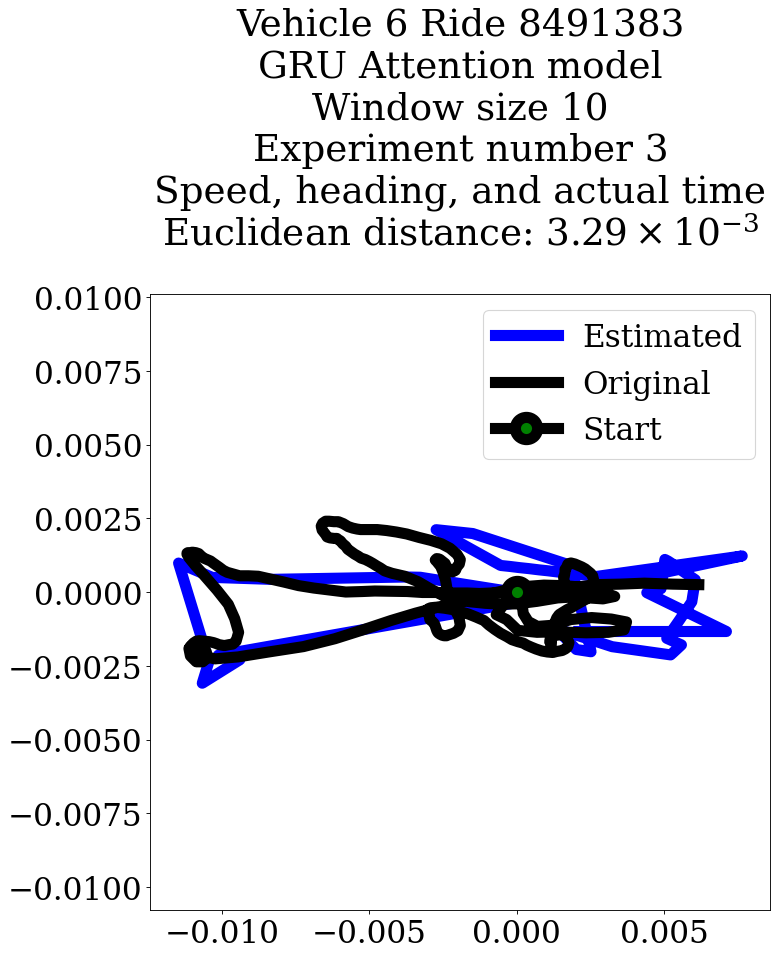 Vehicle 6 Ride 8491383
GRU Attention model
Window size 10
Experiment number 3
Speed, heading, and actual time
Euclidean distance: 3.29 × 10⁻³
0.0100
0.0075
0.0050
0.0025
0.0000
−0.0025
−0.0050
−0.0075
−0.0100
Estimated
Original
Start
−0.010
−0.005
0.000
0.005